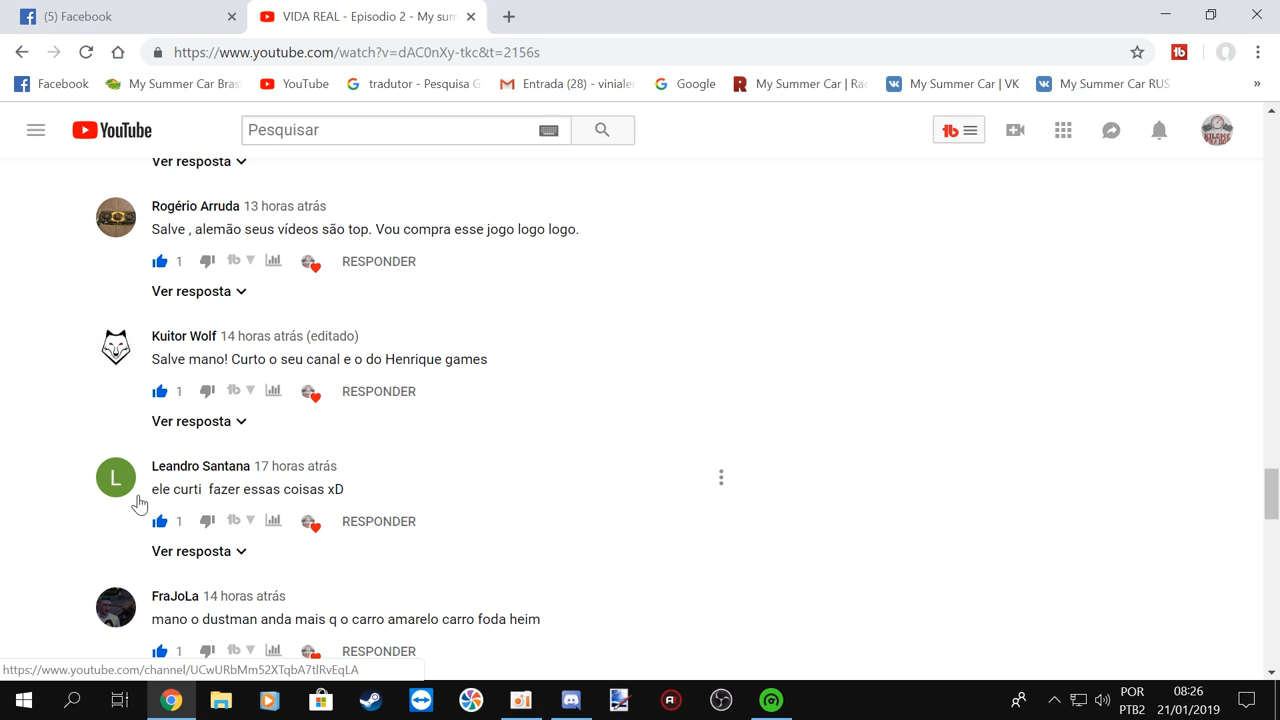 (5) Facebook
VIDA REAL - Episodio 2 - My sum
https://www.youtube.com/watch?v=dAC0nXy-tkc&t=2156s
Facebook My Summer Car Bras YouTube tradutor - Pesquisa G Entrada (28) - viniale Google My Summer Car | Ra My Summer Car | VK My Summer Car RUS »
YouTube
Pesquisar
Ver resposta
Rogério Arruda 13 horas atrás
Salve , alemão seus vídeos são top. Vou compra esse jogo logo logo.
1 tb RESPONDER
Ver resposta
Kuitor Wolf 14 horas atrás (editado)
Salve mano! Curto o seu canal e o do Henrique games
1 tb RESPONDER
Ver resposta
L
Leandro Santana 17 horas atrás
ele curti fazer essas coisas xD
1 tb RESPONDER
Ver resposta
FraJoLa 14 horas atrás
mano o dustman anda mais q o carro amarelo carro foda heim
1 tb RESPONDER
https://www.youtube.com/channel/UCwURbMm52XTqbA7tlRvEqLA
POR
PTB2
08:26
21/01/2019